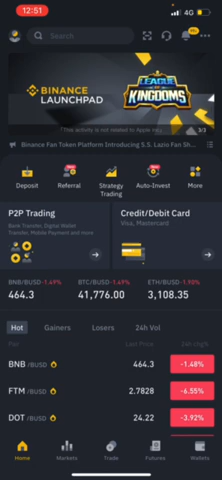 12:51
4G
Search
BINANCE
LAUNCHPAD
LEAGUE
OF
KINGDOMS
*This activity is not related to Apple Inc.
3/3
Binance Fan Token Platform Introducing S.S. Lazio Fan Sh...
Deposit
Referral
Strategy
Trading
Auto-Invest
More
P2P Trading
Bank Transfer, Digital Wallet
Transfer, Mobile Payment and more
Credit/Debit Card
Visa, Mastercard
BNB/BUSD -1.49%
464.3
BTC/BUSD -1.69%
41,776.00
ETH/BUSD -1.90%
3,108.35
Hot
Gainers
Losers
24h Vol
Pair
Last Price
24h chg%
BNB /BUSD
464.3
-1.48%
FTM /BUSD
2.7828
-6.55%
DOT /BUSD
24.22
-3.92%
Home
Markets
Trade
Futures
Wallets